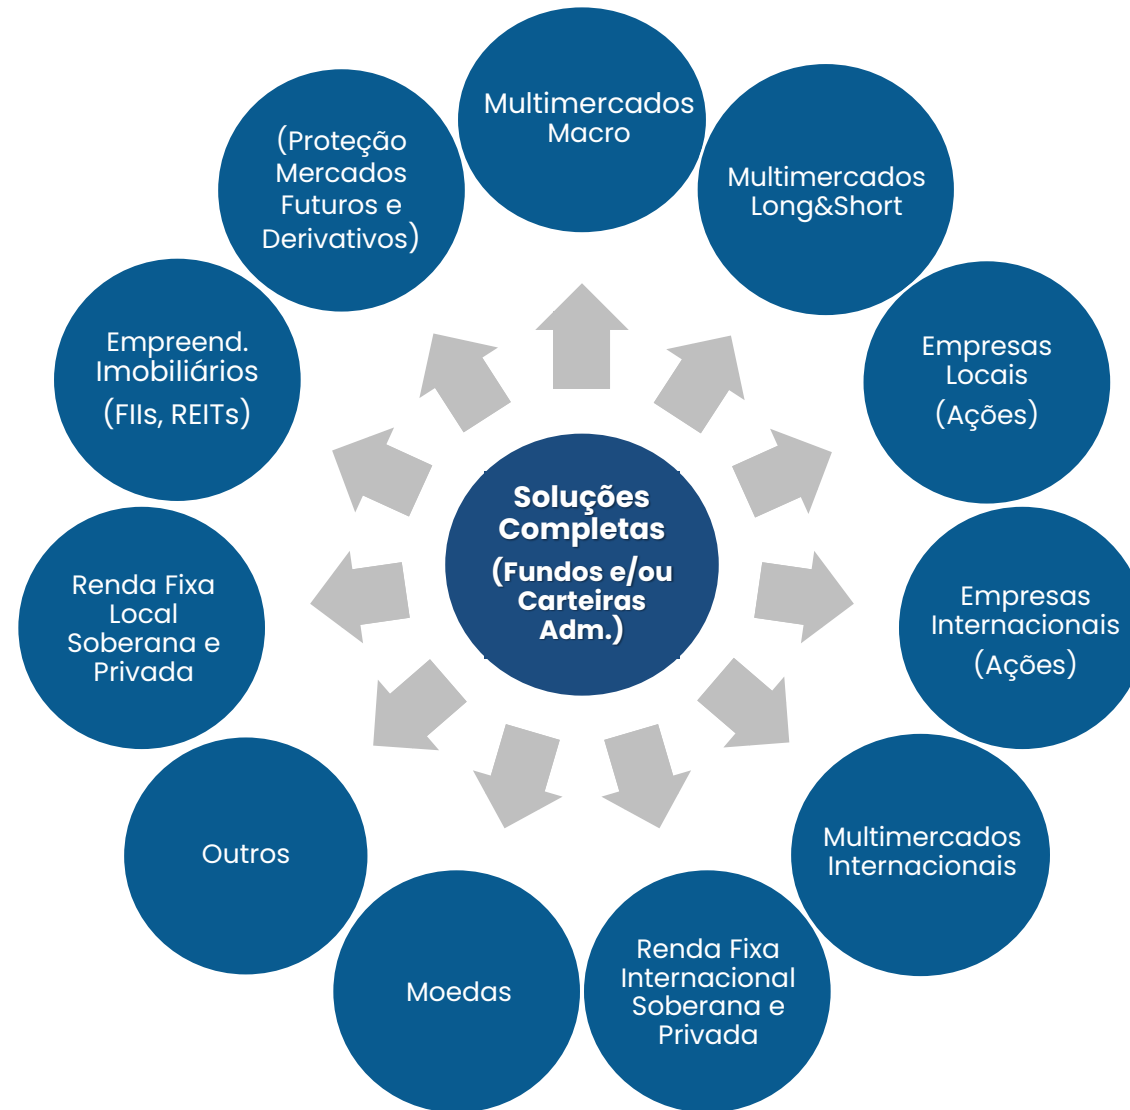 Multimercados
Macro
Multimercados
Long&Short
Empresas
Locais
(Ações)
Empresas
Internacionais
(Ações)
Multimercados
Internacionais
Renda Fixa
Internacional
Soberana e
Privada
Moedas
Outros
Renda Fixa
Local
Soberana e
Privada
Empreend.
Imobiliários
(FIIs, REITs)
(Proteção
Mercados
Futuros e
Derivativos)
Soluções
Completas
(Fundos e/ou
Carteiras
Adm.)